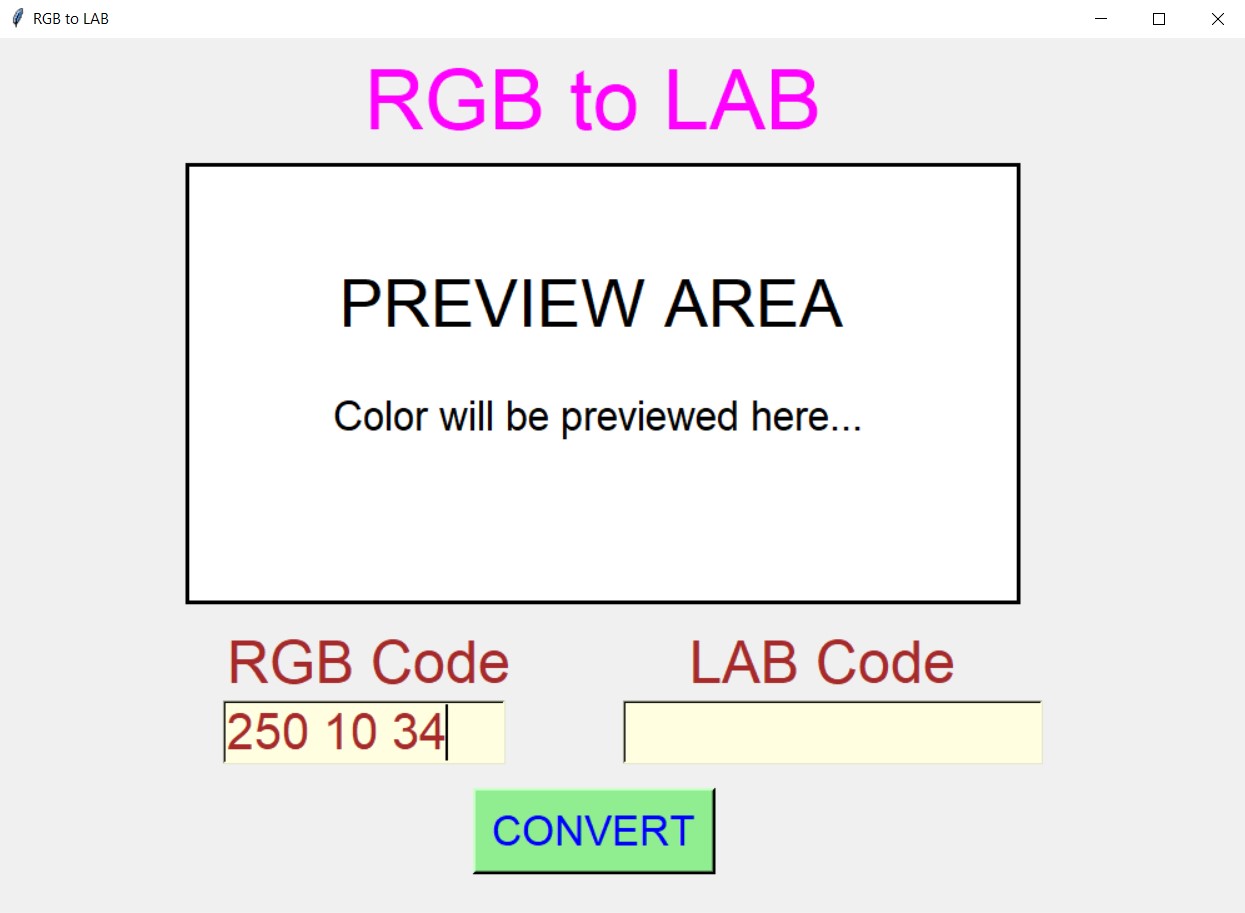 RGB to LAB
RGB to LAB
PREVIEW AREA
Color will be previewed here...
RGB Code
LAB Code
250 10 34
CONVERT